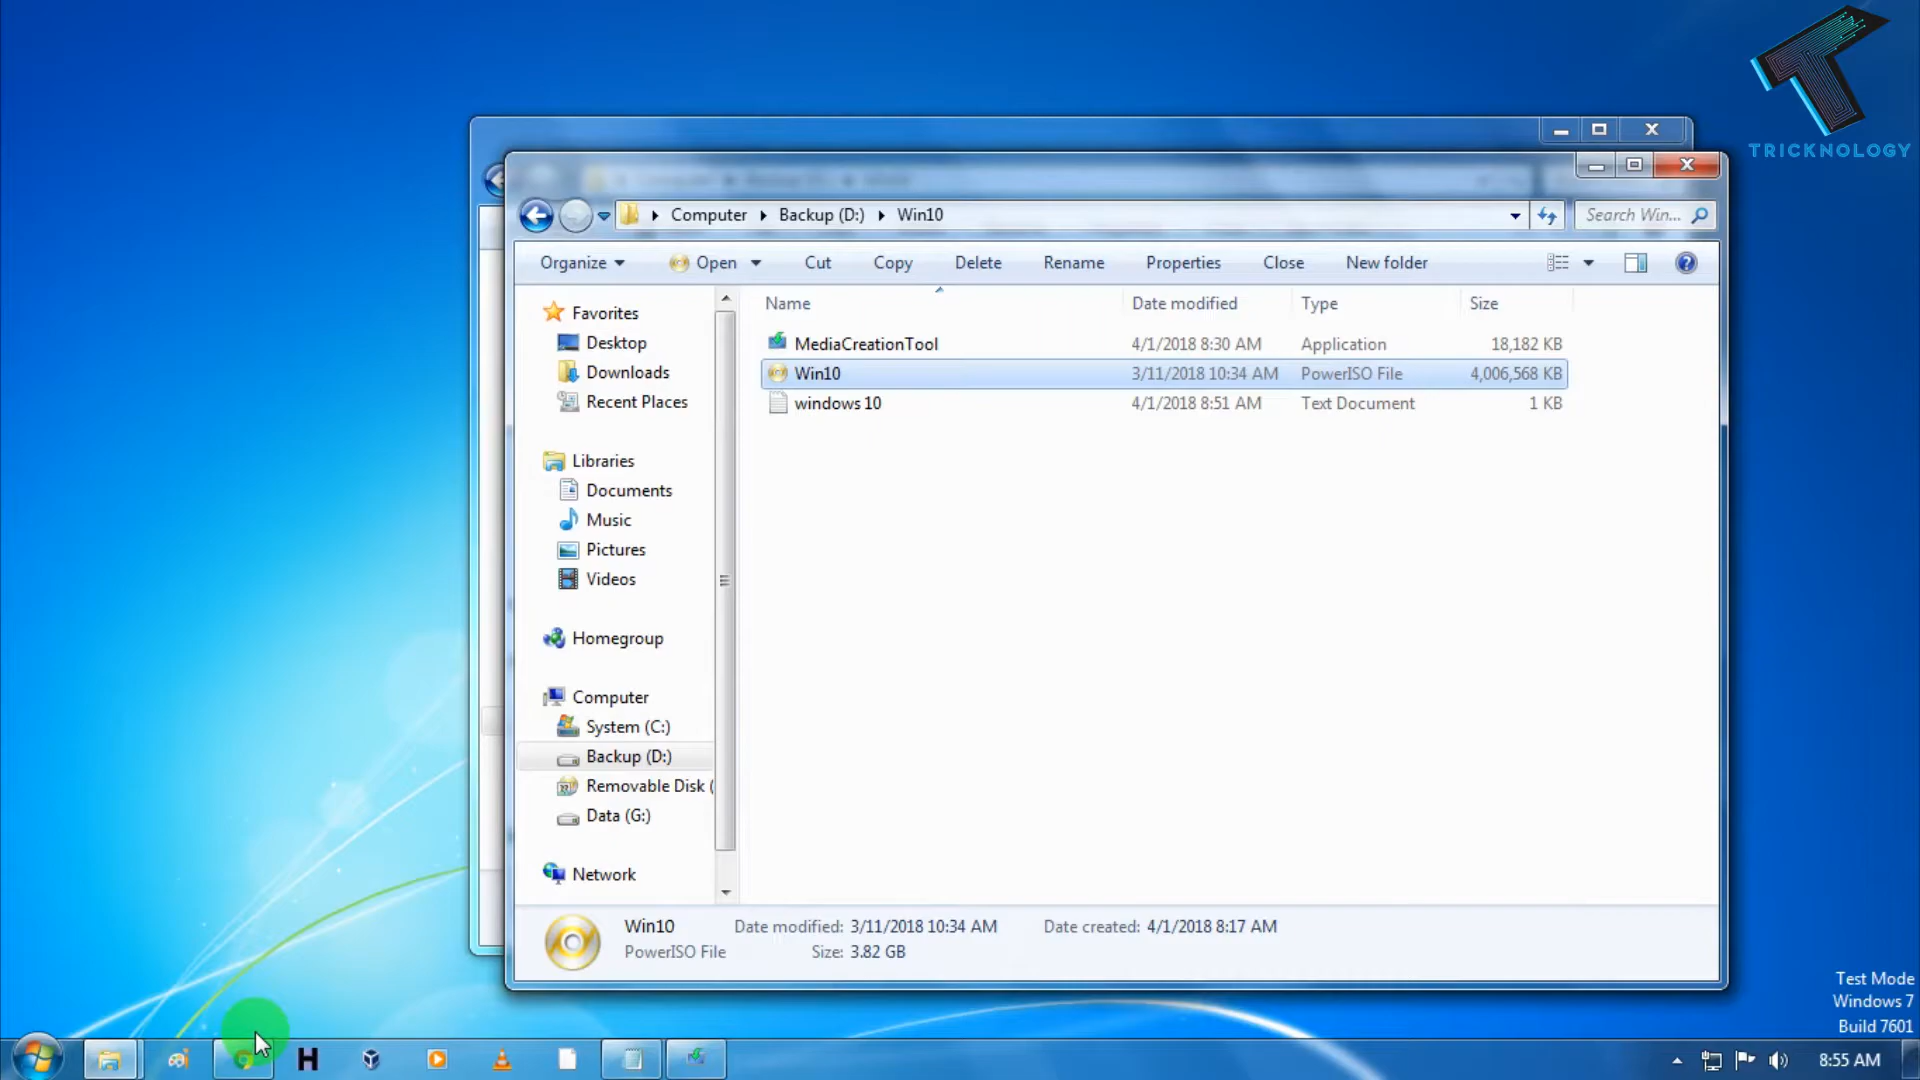 TRICKNOLOGY
Computer Backup (D:) Win10
Search Win...
Organize Open Cut Copy Delete Rename Properties Close New folder
Name Date modified Type Size
MediaCreationTool 4/1/2018 8:30 AM Application 18,182 KB
Win10 3/11/2018 10:34 AM PowerISO File 4,006,568 KB
windows 10 4/1/2018 8:51 AM Text Document 1 KB
Favorites
Desktop
Downloads
Recent Places
Libraries
Documents
Music
Pictures
Videos
Homegroup
Computer
System (C:)
Backup (D:)
Removable Disk (
Data (G:)
Network
Win10 Date modified: 3/11/2018 10:34 AM Date created: 4/1/2018 8:17 AM
PowerISO File Size: 3.82 GB
Test Mode
Windows 7
Build 7601
H
8:55 AM